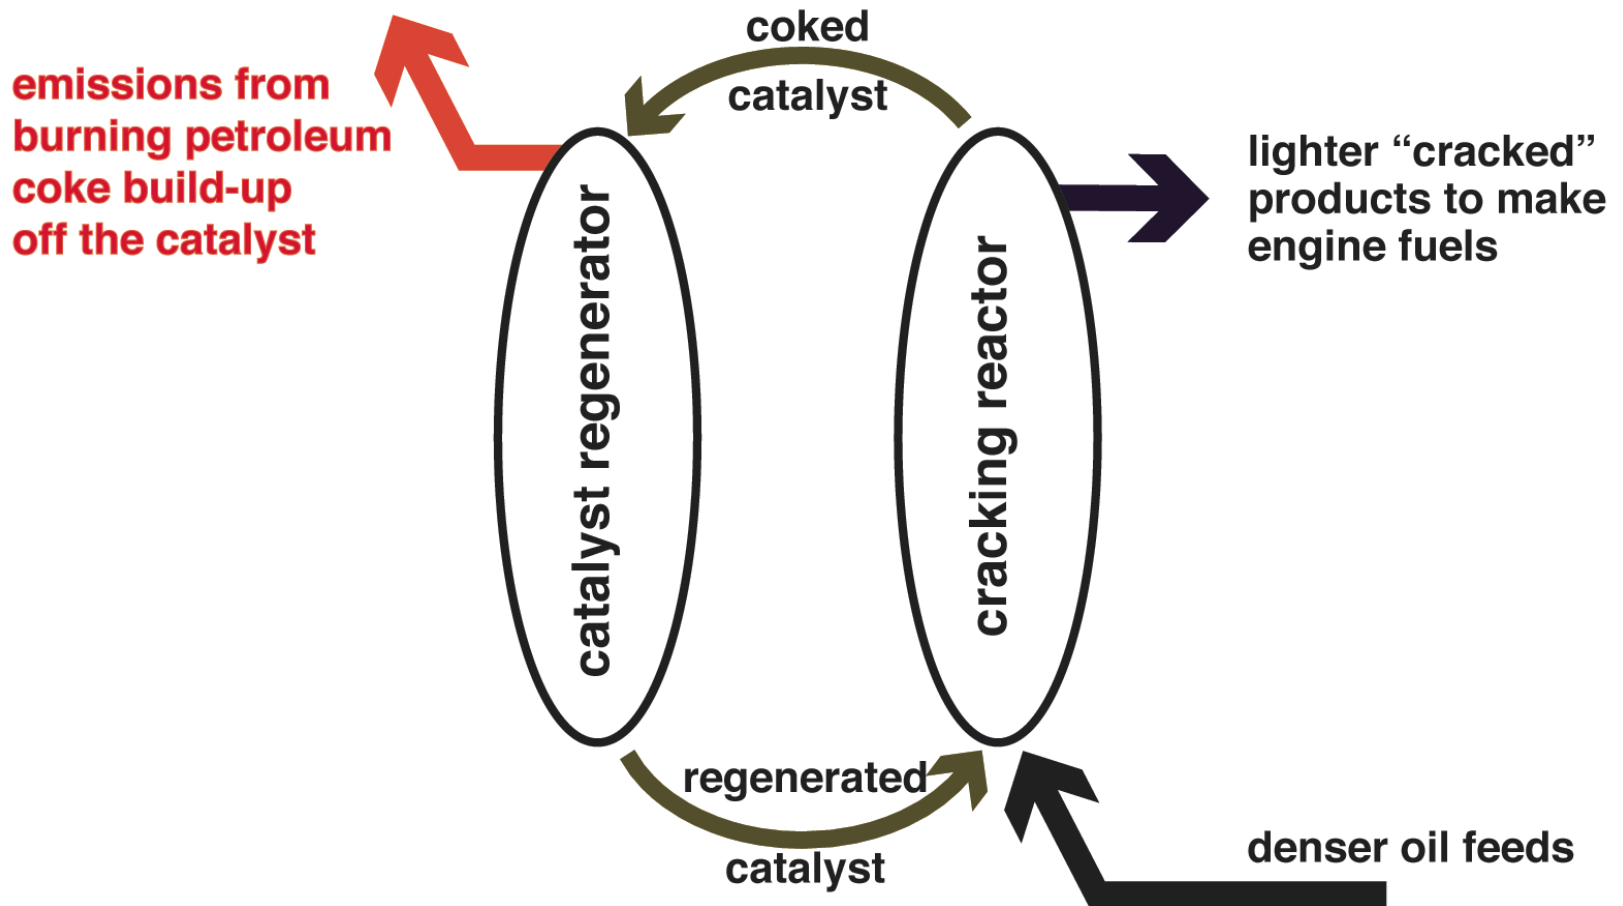 coked
catalyst
emissions from
burning petroleum
coke build-up
off the catalyst
lighter “cracked”
products to make
engine fuels
catalyst regenerator
cracking reactor
regenerated
catalyst
denser oil feeds